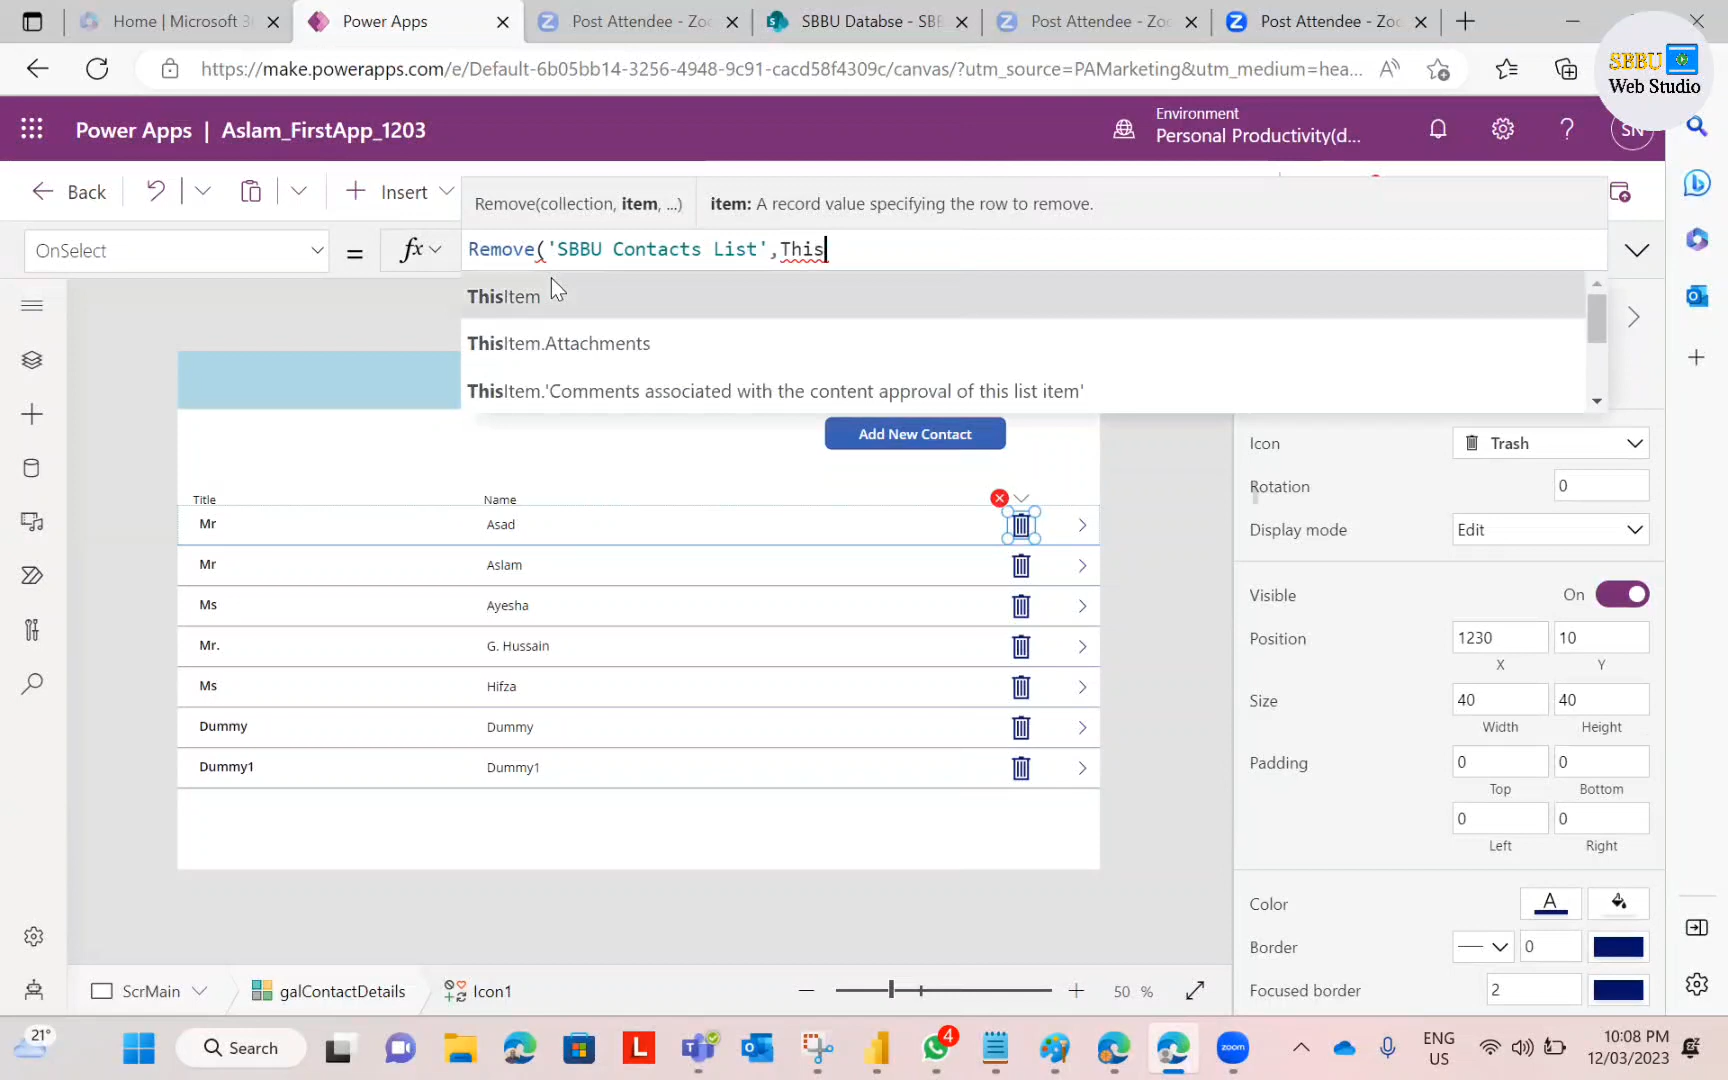 Home | Microsoft 3
Power Apps
Post Attendee - Zo
SBBU Databse - SB
Post Attendee - Zo
Post Attendee - Zo
https://make.powerapps.com/e/Default-6b05bb14-3256-4948-9c91-cacd58f4309c/canvas/?utm_source=PAMarketing&utm_medium=hea...
SBBU
Web Studio
Power Apps | Aslam_FirstApp_1203
Environment
Personal Productivity(d...
SN
Back
Insert
Remove(collection, item, ...)
item: A record value specifying the row to remove.
OnSelect
=
fx
Remove('SBBU Contacts List',This
ThisItem
ThisItem.Attachments
ThisItem.'Comments associated with the content approval of this list item'
Add New Contact
Title
Name
Mr
Asad
Mr
Aslam
Ms
Ayesha
Mr.
G. Hussain
Ms
Hifza
Dummy
Dummy
Dummy1
Dummy1
Icon
Trash
Rotation
0
Display mode
Edit
Visible
On
Position
1230
10
X
Y
Size
40
40
Width
Height
Padding
0
0
Top
Bottom
0
0
Left
Right
Color
A
Border
0
Focused border
2
ScrMain
galContactDetails
Icon1
50 %
21°
Search
L
T
4
zoom
ENG
US
10:08 PM
12/03/2023